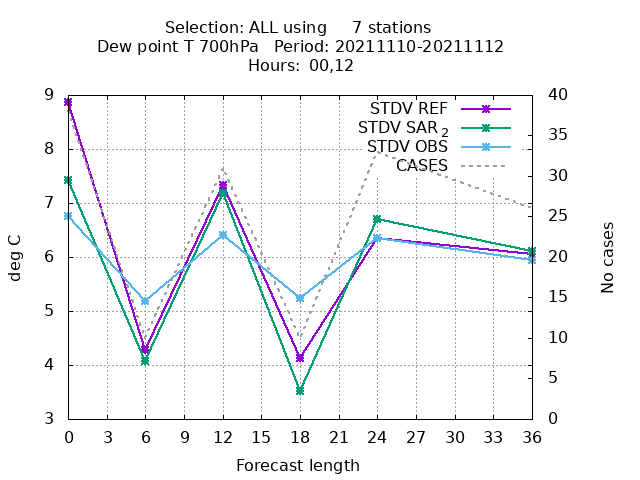 Selection: ALL using     7 stations
Dew point T 700hPa   Period: 20211110-20211112
Hours: 00,12
STDV REF
STDV SAR 2
STDV OBS
CASES
9
8
7
6
5
4
3
deg C
40
35
30
25
20
15
10
5
0
No cases
0 3 6 9 12 15 18 21 24 27 30 33 36
Forecast length